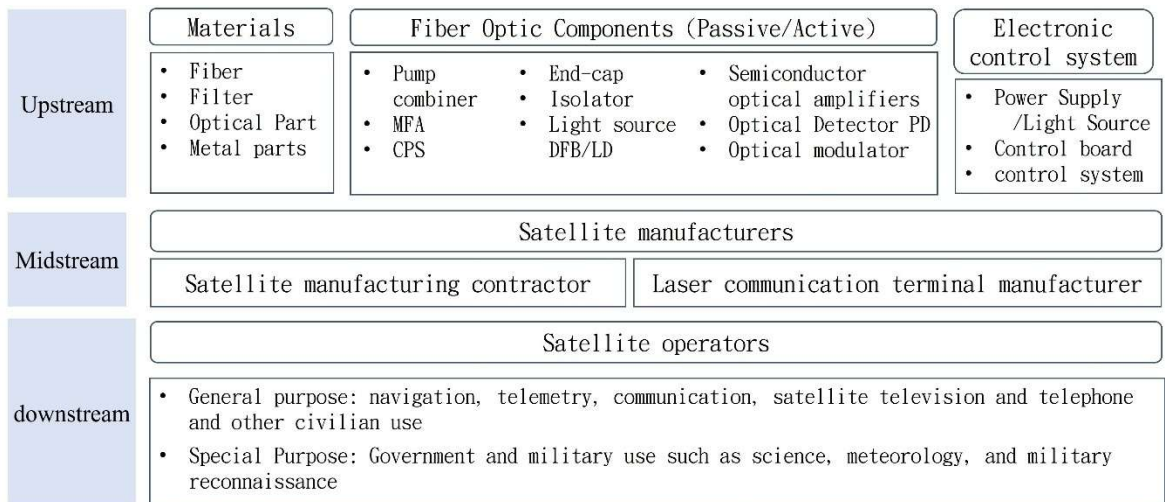 Upstream
Materials
• Fiber
• Filter
• Optical Part
• Metal parts
Fiber Optic Components (Passive/Active)
• Pump
combiner
• MFA
• CPS
• End-cap
• Isolator
• Light source
DFB/LD
• Semiconductor
optical amplifiers
• Optical Detector PD
• Optical modulator
Electronic
control system
• Power Supply
/Light Source
• Control board
• control system
Midstream
Satellite manufacturers
Satellite manufacturing contractor
Laser communication terminal manufacturer
downstream
Satellite operators
• General purpose: navigation, telemetry, communication, satellite television and telephone
and other civilian use
• Special Purpose: Government and military use such as science, meteorology, and military
reconnaissance